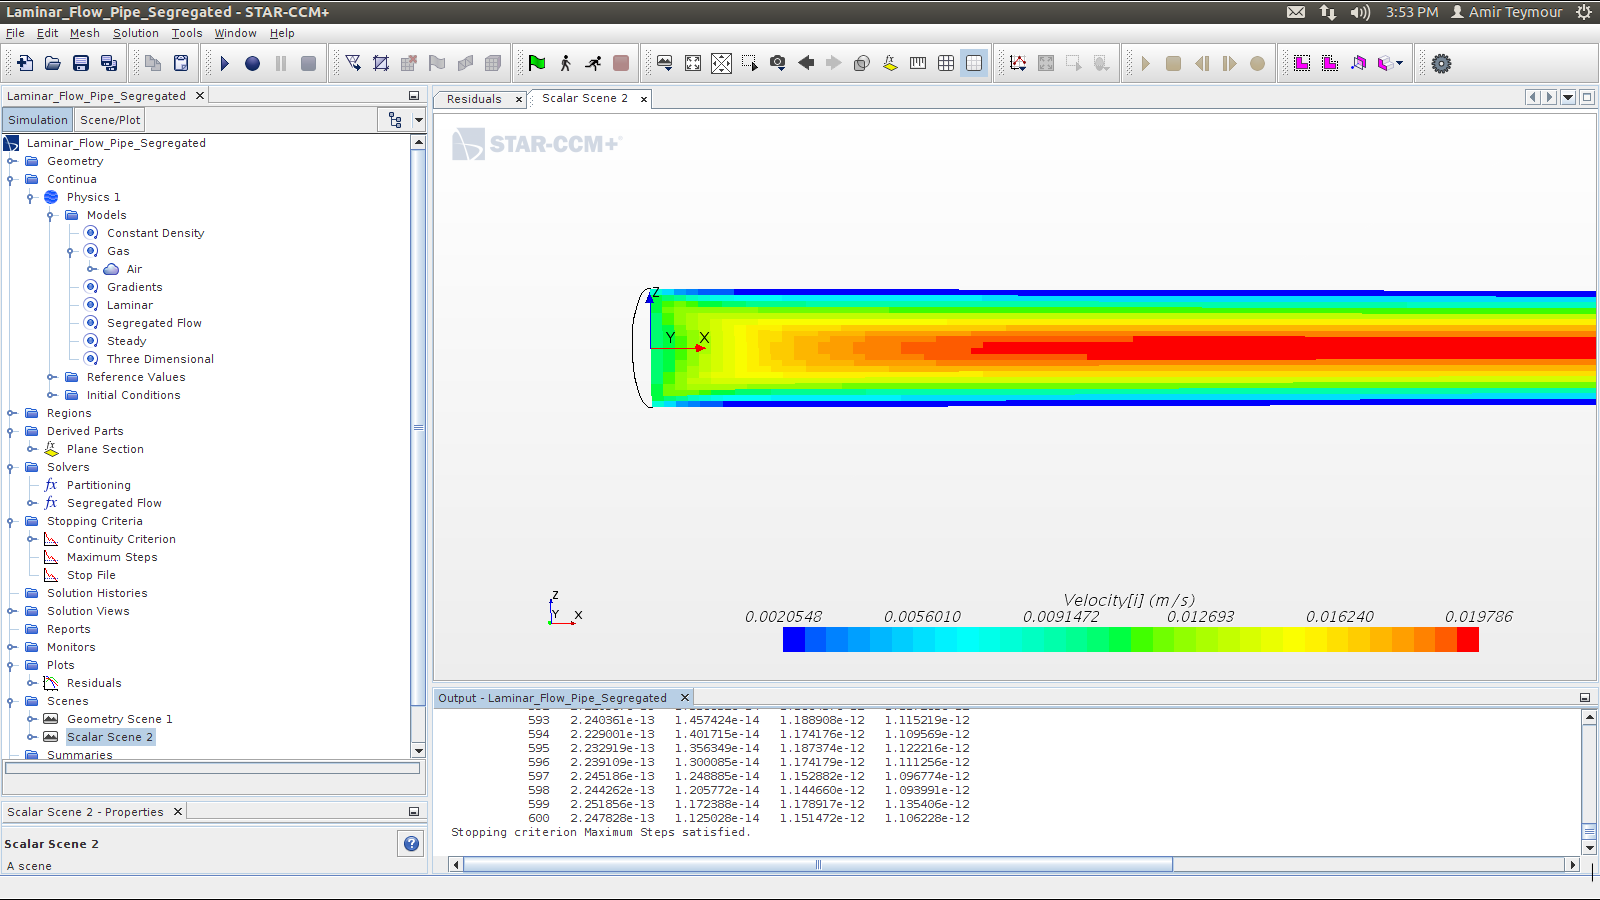 Laminar_Flow_Pipe_Segregated - STAR-CCM+
3:53 PM Amir Teymour
File Edit Mesh Solution Tools Window Help
Laminar_Flow_Pipe_Segregated
Simulation Scene/Plot
Laminar_Flow_Pipe_Segregated
Geometry
Continua
Physics 1
Models
Constant Density
Gas
Air
Gradients
Laminar
Segregated Flow
Steady
Three Dimensional
Reference Values
Initial Conditions
Regions
Derived Parts
Plane Section
Solvers
Partitioning
Segregated Flow
Stopping Criteria
Continuity Criterion
Maximum Steps
Stop File
Solution Histories
Solution Views
Reports
Monitors
Plots
Residuals
Scenes
Geometry Scene 1
Scalar Scene 2
Summaries
Scalar Scene 2 - Properties
Scalar Scene 2
A scene
Residuals Scalar Scene 2
STAR-CCM+
Z
Y X
Z
Y X
Velocity[i] (m/s)
0.0020548 0.0056010 0.0091472 0.012693 0.016240 0.019786
Output - Laminar_Flow_Pipe_Segregated
593 2.240361e-13 1.457424e-14 1.188908e-12 1.115219e-12
594 2.229001e-13 1.401715e-14 1.174176e-12 1.109569e-12
595 2.232919e-13 1.356349e-14 1.187374e-12 1.122216e-12
596 2.239109e-13 1.300085e-14 1.174179e-12 1.111256e-12
597 2.245186e-13 1.248885e-14 1.152882e-12 1.096774e-12
598 2.244262e-13 1.205772e-14 1.144660e-12 1.093991e-12
599 2.251856e-13 1.172388e-14 1.178917e-12 1.135406e-12
600 2.247828e-13 1.125028e-14 1.151472e-12 1.106228e-12
Stopping criterion Maximum Steps satisfied.